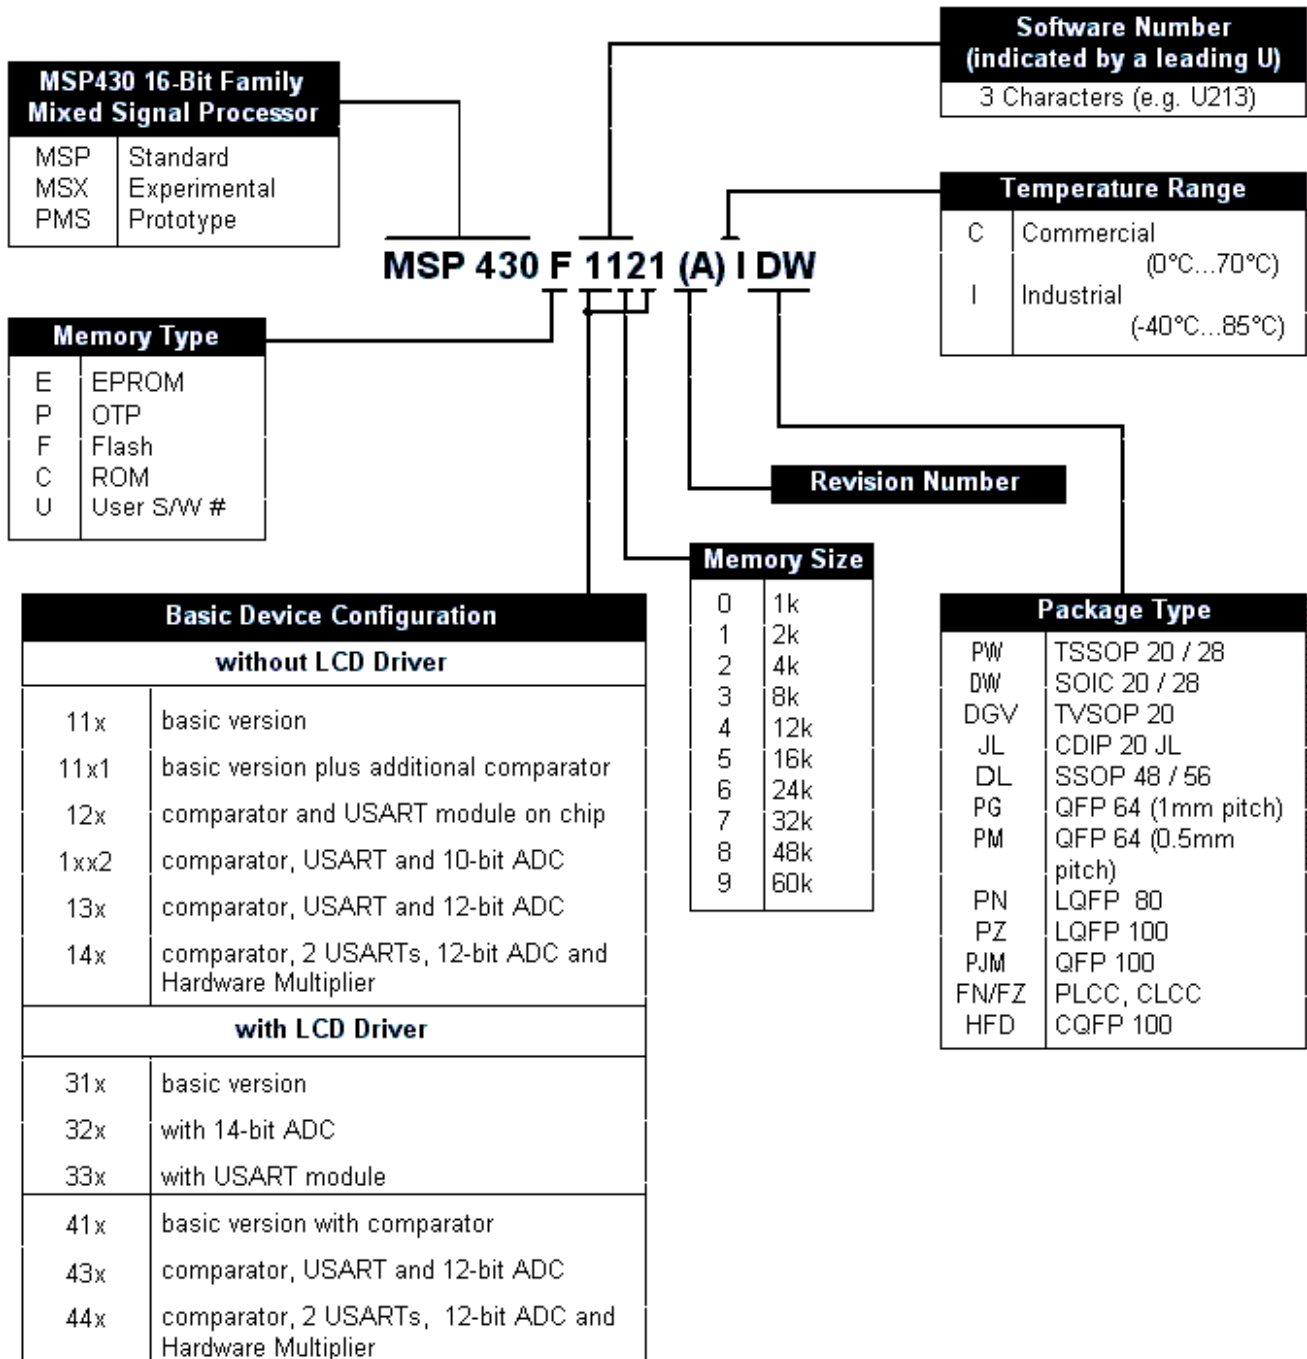 Software Number
(indicated by a leading U)
3 Characters (e.g. U213)
MSP430 16-Bit Family
Mixed Signal Processor
MSP Standard
MSX Experimental
PMS Prototype
Temperature Range
C Commercial
(0°C...70°C)
I Industrial
(-40°C...85°C)
MSP 430 F 1121 (A) I DW
Memory Type
E EPROM
P OTP
F Flash
C ROM
U User S/W #
Revision Number
Memory Size
0 1k
1 2k
2 4k
3 8k
4 12k
5 16k
6 24k
7 32k
8 48k
9 60k
Package Type
PW TSSOP 20 / 28
DW SOIC 20 / 28
DGV TVSOP 20
JL CDIP 20 JL
DL SSOP 48 / 56
PG QFP 64 (1mm pitch)
PM QFP 64 (0.5mm
pitch)
PN LQFP 80
PZ LQFP 100
PJM QFP 100
FN/FZ PLCC, CLCC
HFD CQFP 100
Basic Device Configuration
without LCD Driver
11x basic version
11x1 basic version plus additional comparator
12x comparator and USART module on chip
1xx2 comparator, USART and 10-bit ADC
13x comparator, USART and 12-bit ADC
14x comparator, 2 USARTs, 12-bit ADC and
Hardware Multiplier
with LCD Driver
31x basic version
32x with 14-bit ADC
33x with USART module
41x basic version with comparator
43x comparator, USART and 12-bit ADC
44x comparator, 2 USARTs, 12-bit ADC and
Hardware Multiplier